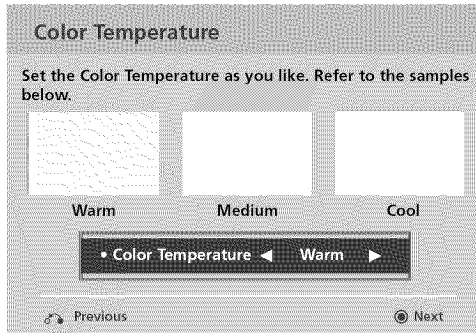 Color Temperature
Set the Color Temperature as you like. Refer to the samples
below.
Warm Medium Cool
• Color Temperature ◀ Warm ▶
Previous Next